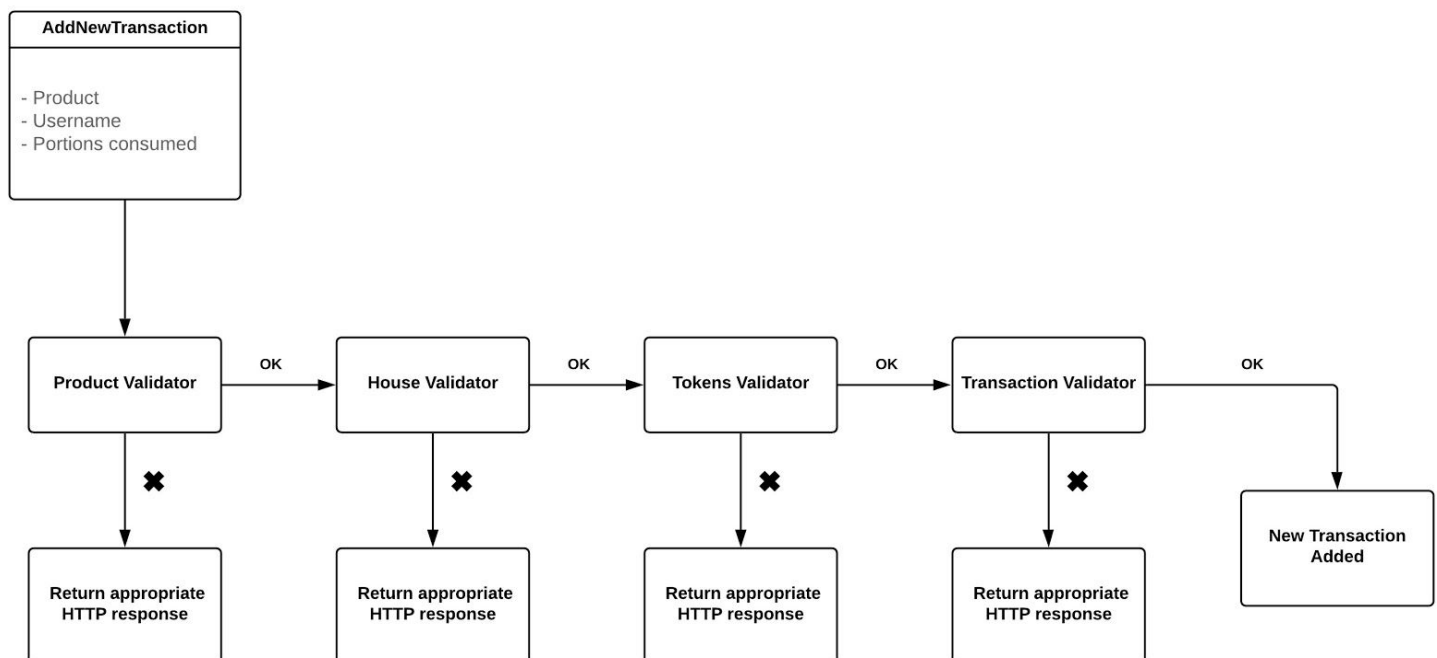 AddNewTransaction
- Product
- Username
- Portions consumed
Product Validator
OK
House Validator
OK
Tokens Validator
OK
Transaction Validator
OK
✖
✖
✖
✖
Return appropriate
HTTP response
Return appropriate
HTTP response
Return appropriate
HTTP response
Return appropriate
HTTP response
New Transaction
Added